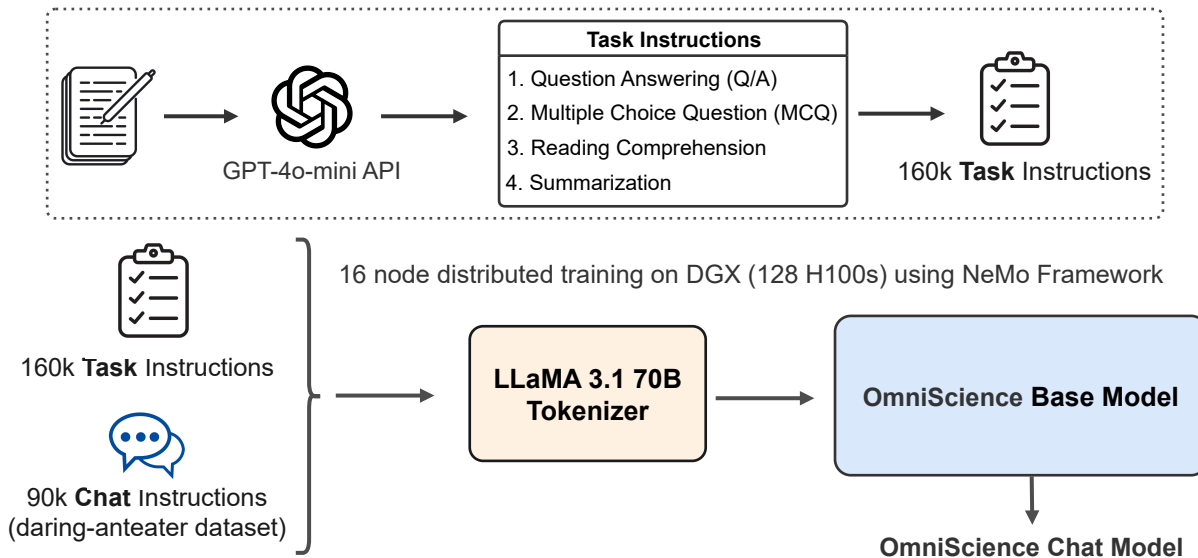 Task Instructions
1. Question Answering (Q/A)
2. Multiple Choice Question (MCQ)
3. Reading Comprehension
4. Summarization
GPT-4o-mini API
160k Task Instructions
16 node distributed training on DGX (128 H100s) using NeMo Framework
160k Task Instructions
90k Chat Instructions
(daring-anteater dataset)
LLaMA 3.1 70B
Tokenizer
OmniScience Base Model
OmniScience Chat Model